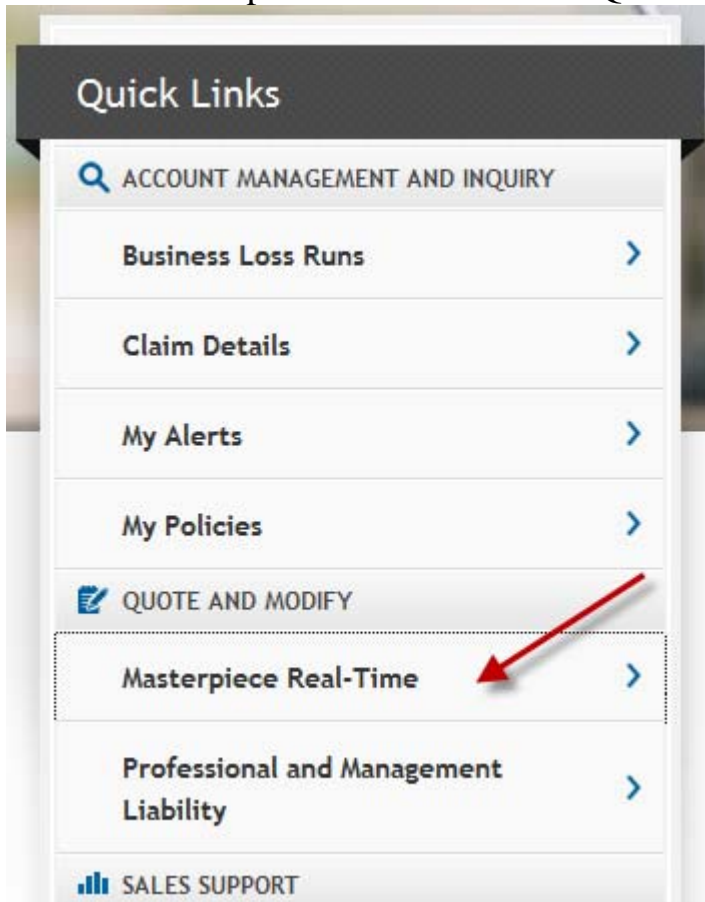 Quick Links
ACCOUNT MANAGEMENT AND INQUIRY
Business Loss Runs
Claim Details
My Alerts
My Policies
QUOTE AND MODIFY
Masterpiece Real-Time
Professional and Management
Liability
SALES SUPPORT